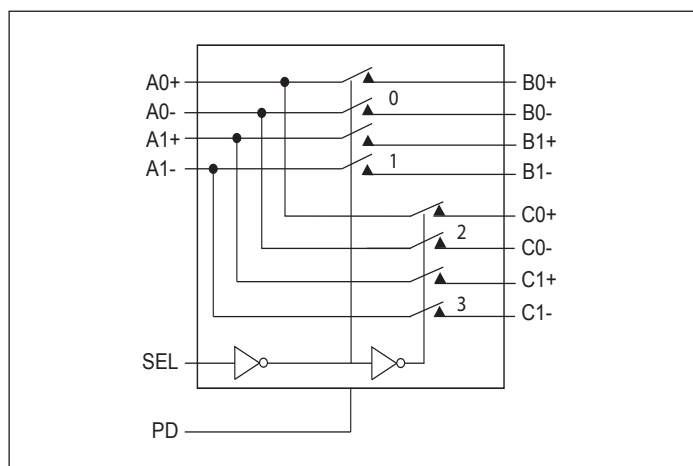 A0+
B0+
0
A0-
B0-
A1+
B1+
1
A1-
B1-
C0+
2
C0-
C1+
3
C1-
SEL
PD